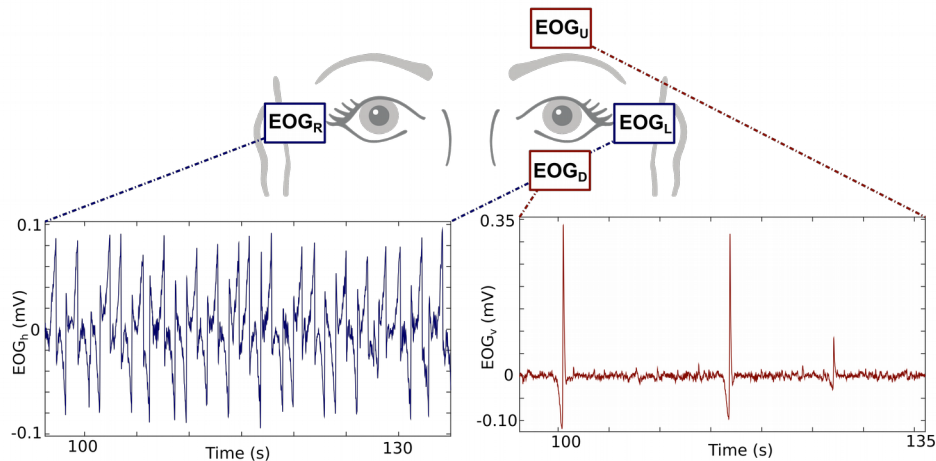 EOG_U
EOG_R
EOG_L
EOG_D
0.1
0
-0.1
EOG_h (mV)
100
130
Time (s)
0.35
0
-0.10
EOG_v (mV)
100
135
Time (s)